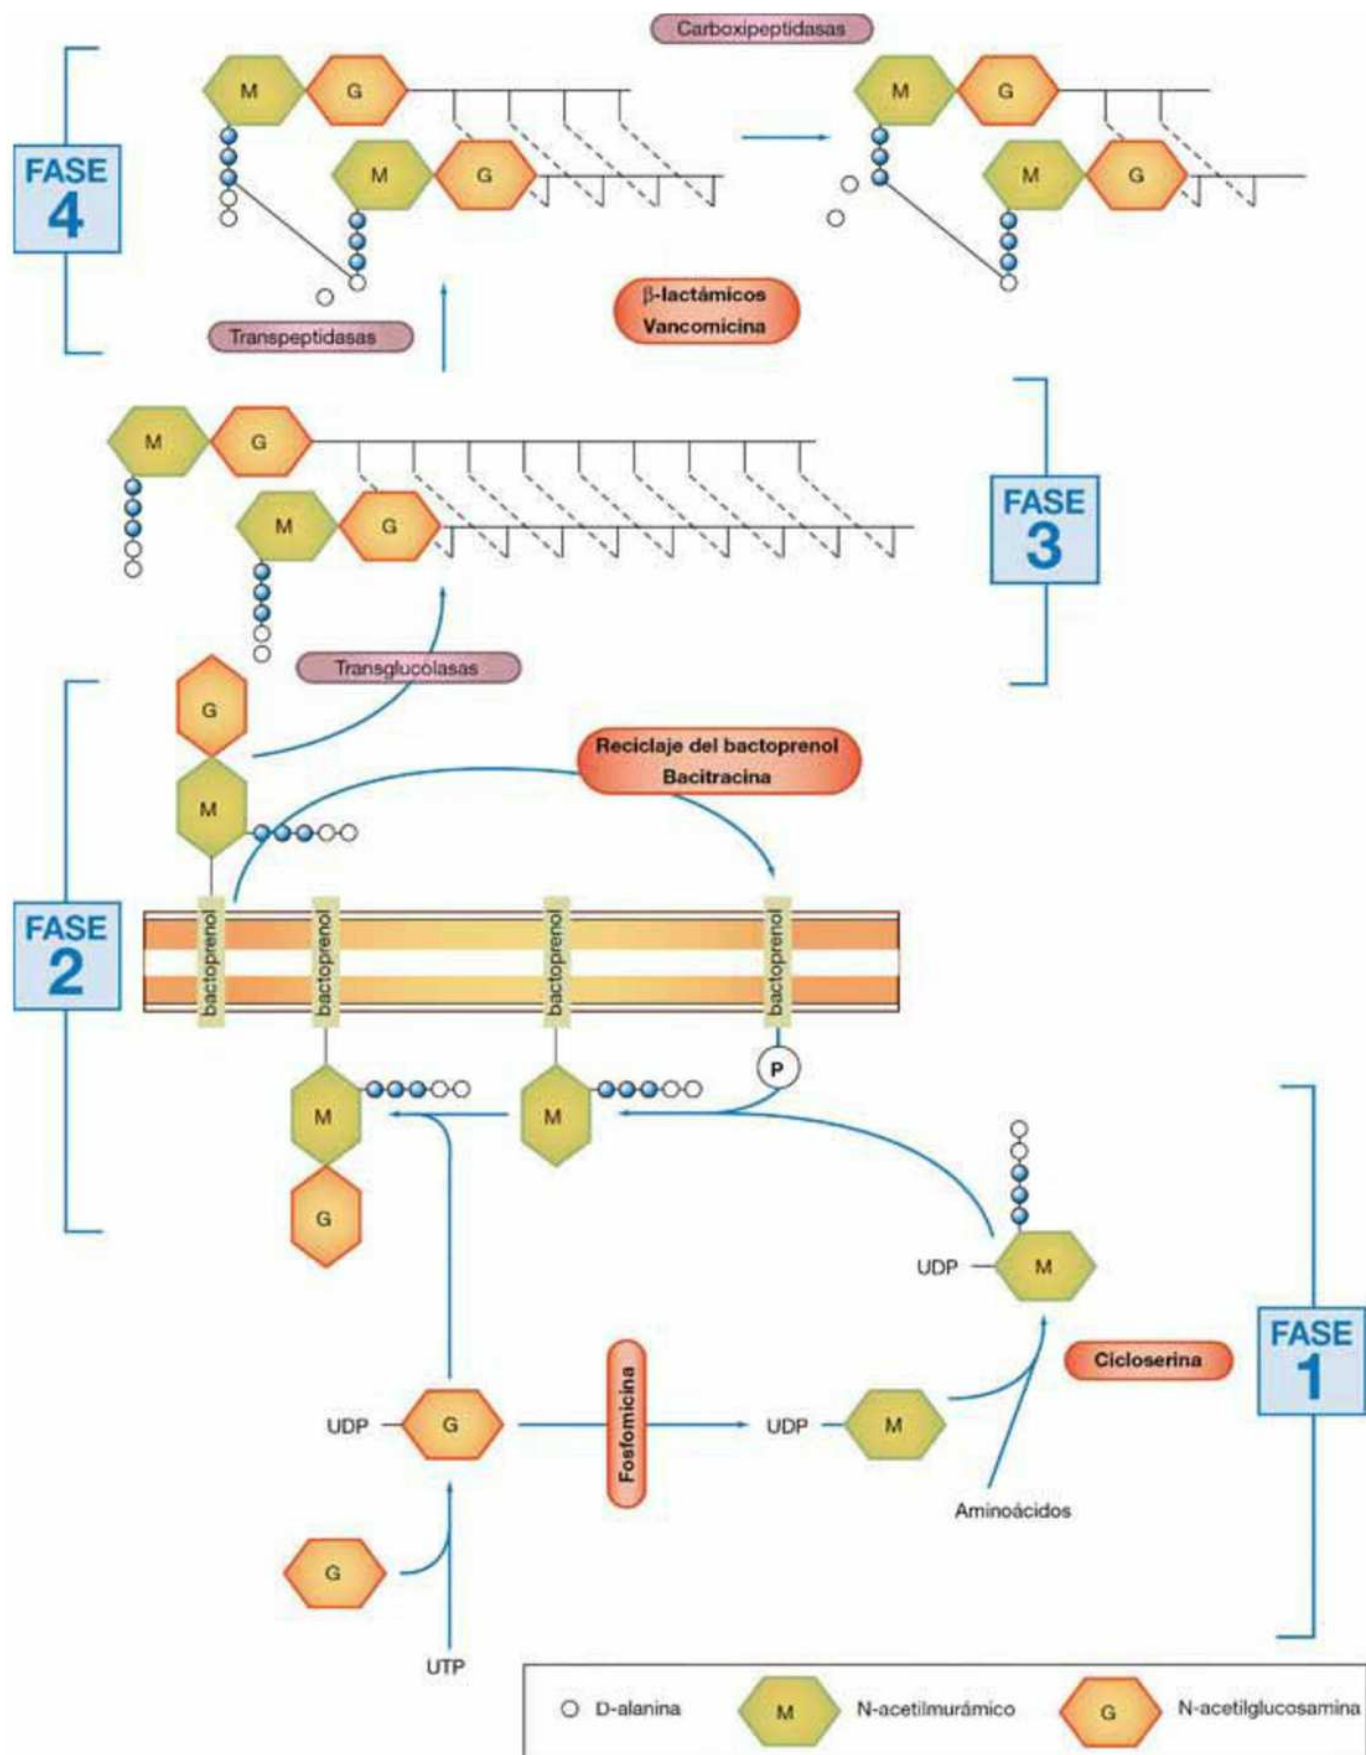 Carboxipeptidasas
M
G
M
G
M
G
M
G
FASE
4
β-lactámicos
Vancomicina
Transpeptidasas
M
G
M
G
FASE
3
Transglucolasas
G
M
Reciclaje del bactoprenol
Bacitracina
FASE
2
bactoprenol
bactoprenol
bactoprenol
bactoprenol
P
M
M
G
UDP
M
FASE
1
Cicloserina
Fosfomicina
UDP
G
UDP
M
Aminoácidos
G
UTP
D-alanina
M
N-acetilmurámico
G
N-acetilglucosamina